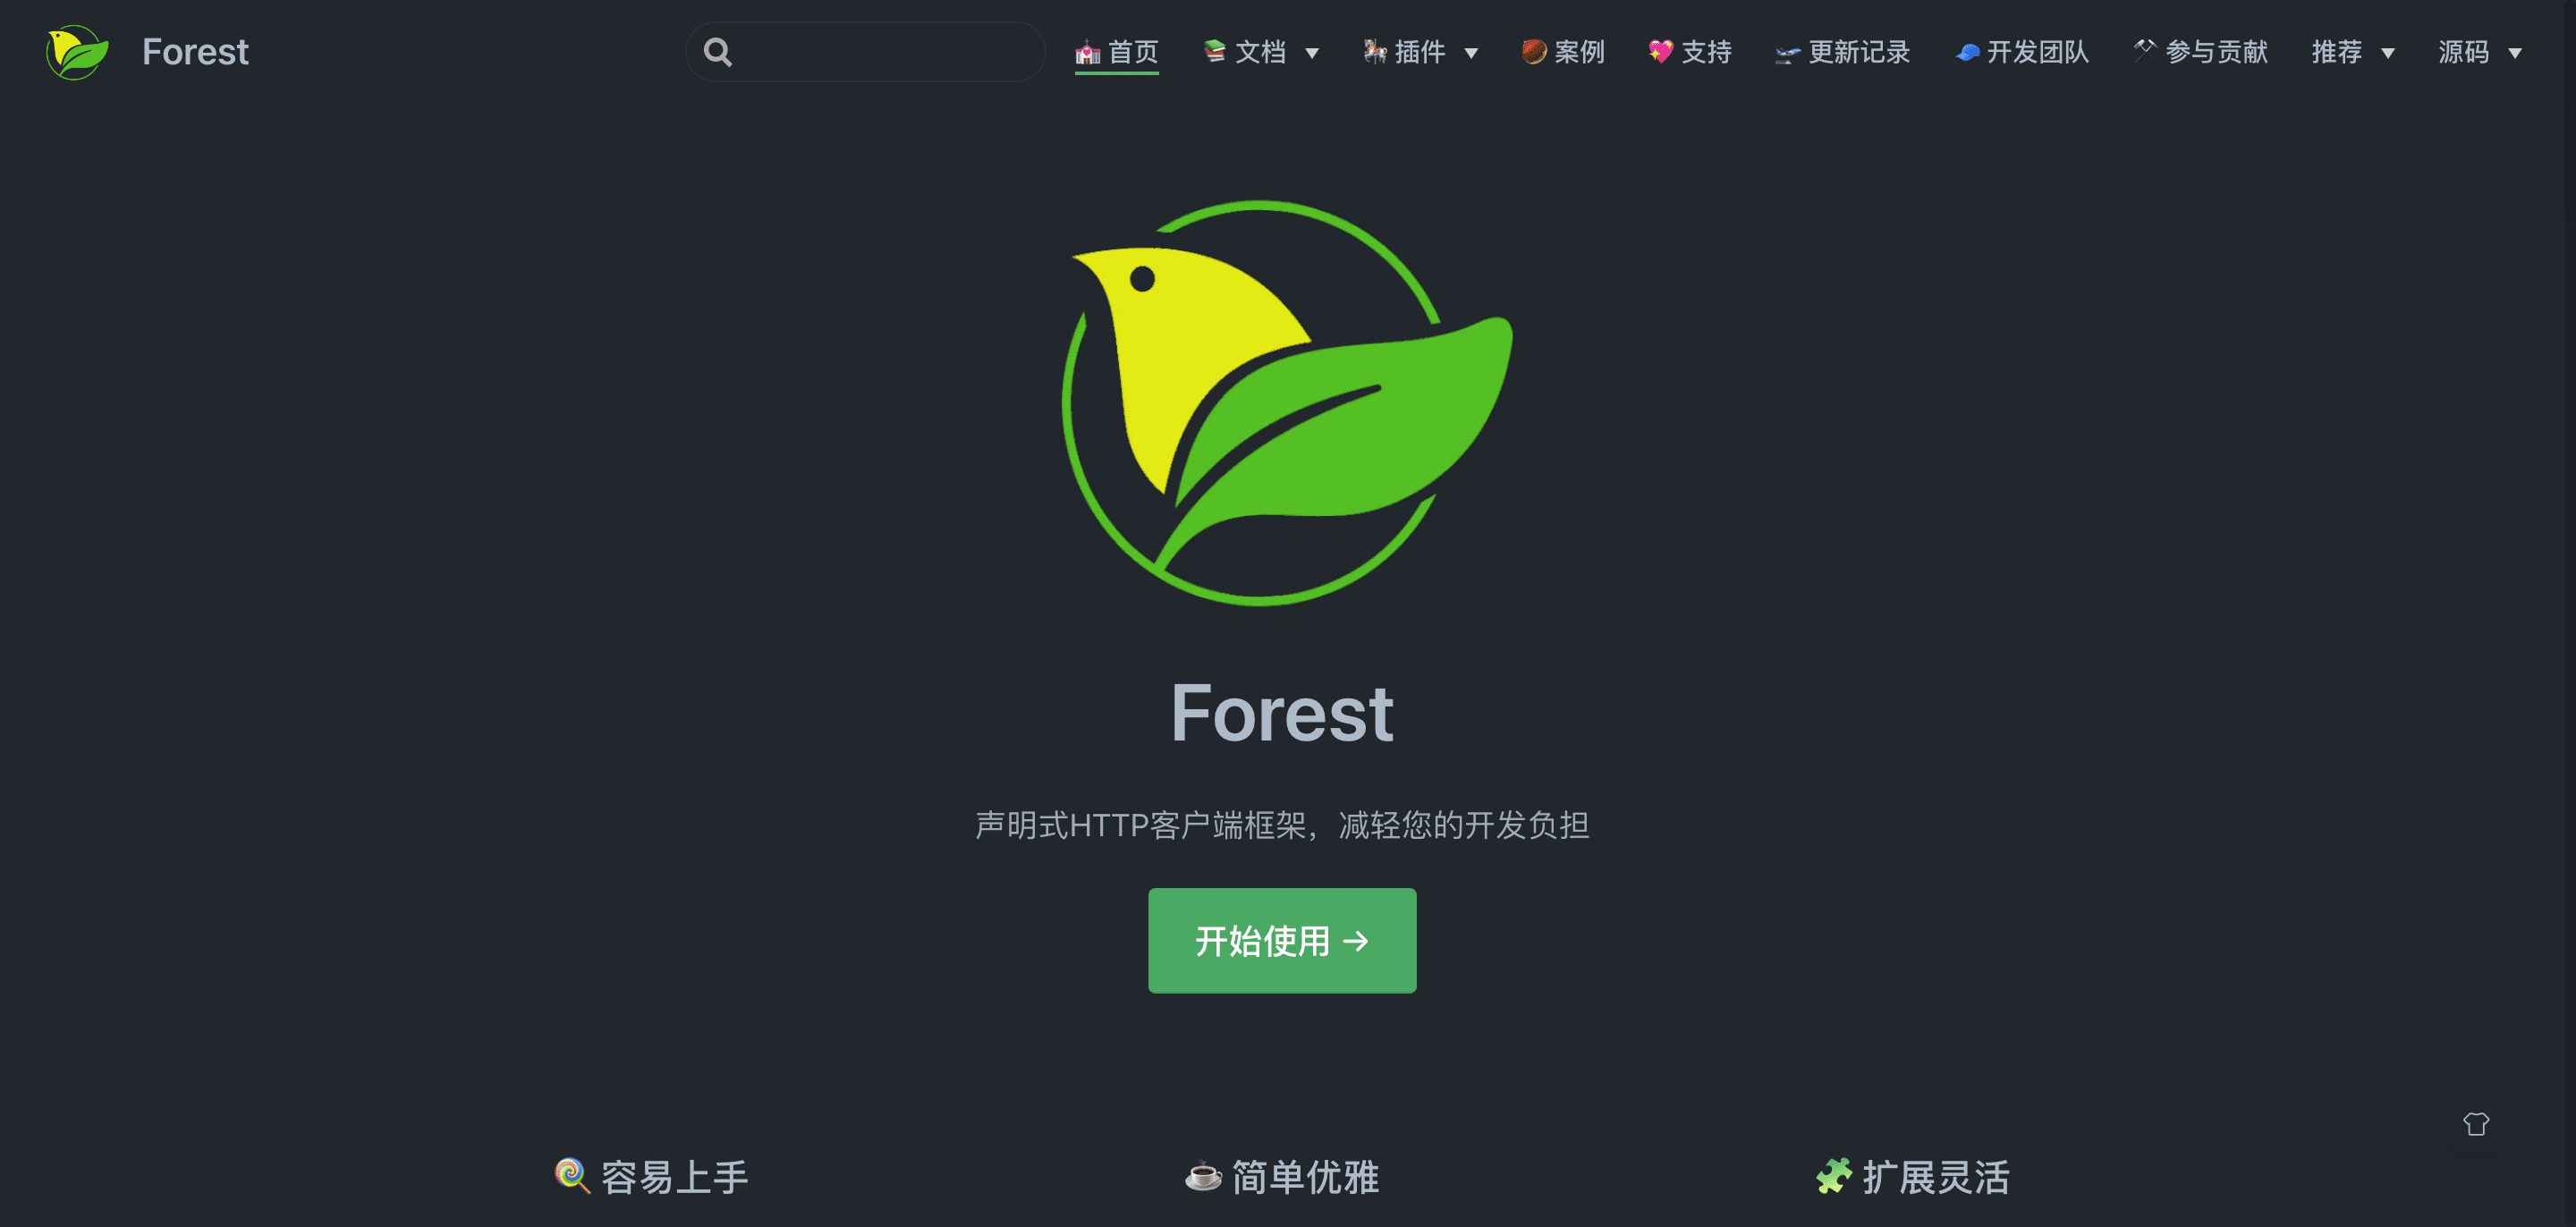 Forest
首页 文档 插件 案例 支持 更新记录 开发团队 参与贡献 推荐 源码
Forest
声明式HTTP客户端框架，减轻您的开发负担
开始使用 →
容易上手
简单优雅
扩展灵活